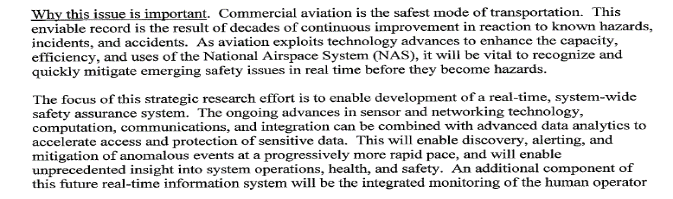 Why this issue is important.  Commercial aviation is the safest mode of transportation.  This
enviable record is the result of decades of continuous improvement in reaction to known hazards,
incidents, and accidents.  As aviation exploits technology advances to enhance the capacity,
efficiency, and uses of the National Airspace System (NAS), it will be vital to recognize and
quickly mitigate emerging safety issues in real time before they become hazards.

The focus of this strategic research effort is to enable development of a real-time, system-wide
safety assurance system.  The ongoing advances in sensor and networking technology,
computation, communications, and integration can be combined with advanced data analytics to
accelerate access and protection of sensitive data.  This will enable discovery, alerting, and
mitigation of anomalous events at a progressively more rapid pace, and will enable
unprecedented insight into system operations, health, and safety.  An additional component of
this future real-time information system will be the integrated monitoring of the human operator